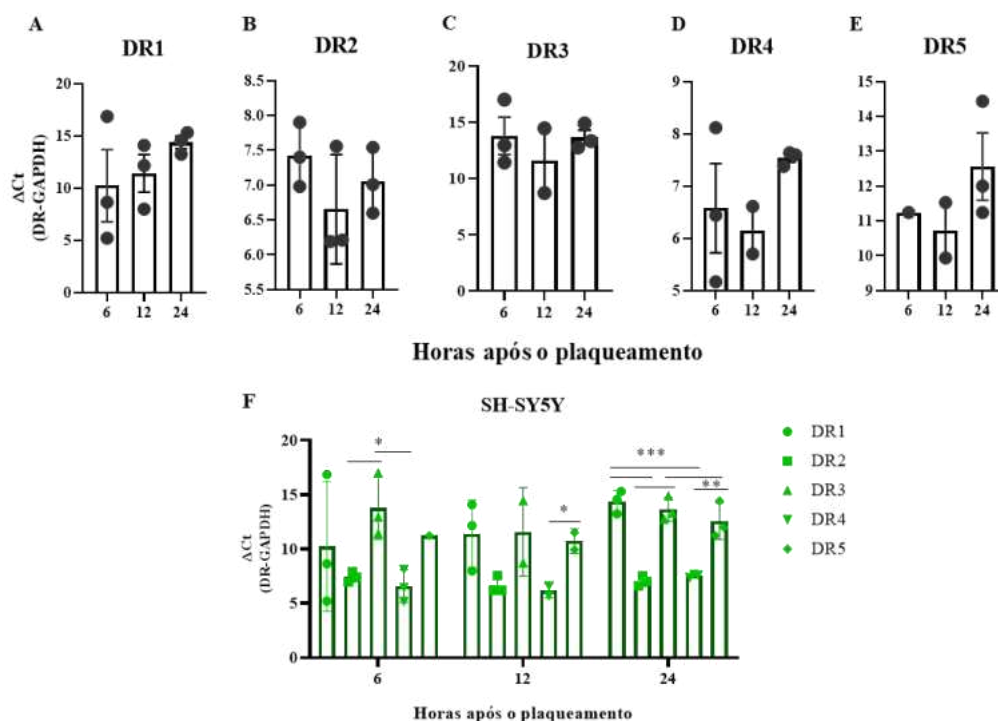 A
DR1
ΔCt
(DR-GAPDH)
20
15
10
5
0
6 12 24
B
DR2
8.5
8.0
7.5
7.0
6.5
6.0
5.5
6 12 24
C
DR3
20
15
10
5
0
6 12 24
D
DR4
9
8
7
6
5
6 12 24
E
DR5
15
14
13
12
11
10
9
6 12 24
Horas após o plaqueamento
F
SH-SY5Y
ΔCt
(DR-GAPDH)
20
15
10
5
0
*
*
***
**
6 12 24
Horas após o plaqueamento
DR1
DR2
DR3
DR4
DR5